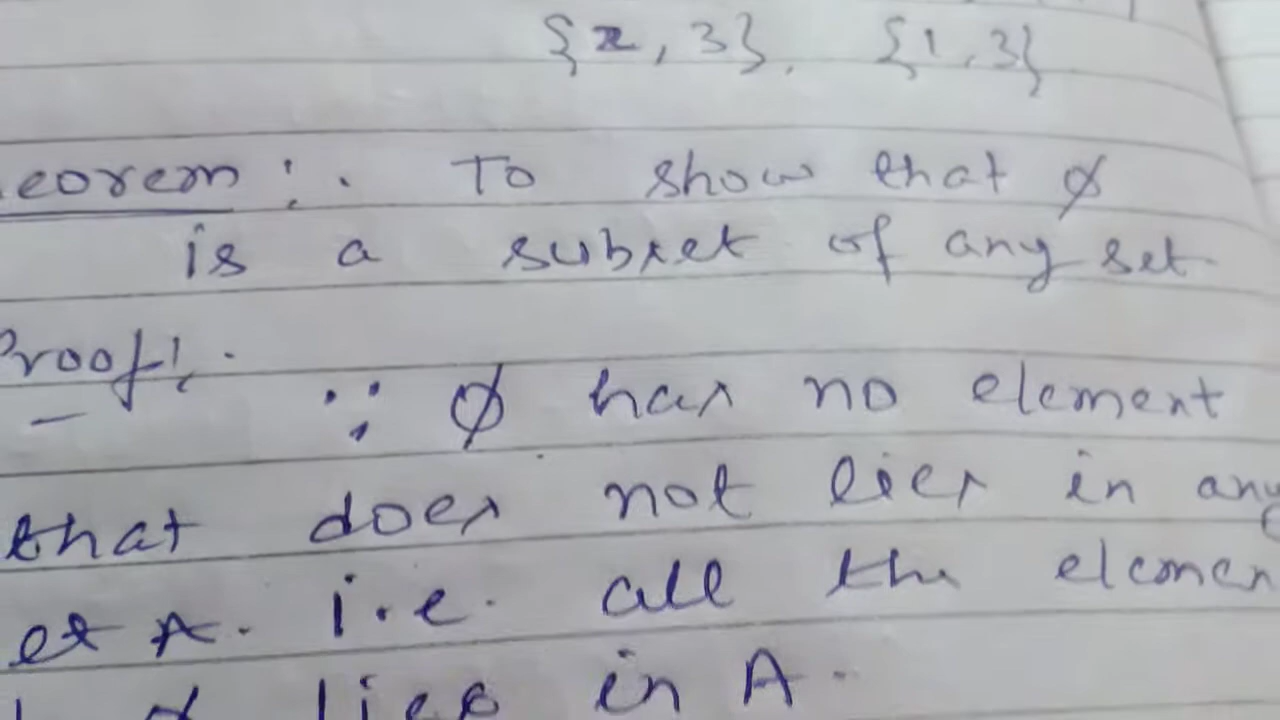 {2, 3}, {1, 3}
eorem :. To show that ϕ
is a subset of any set.
Proof :.
∵ ϕ has no element
that does not lies in any
et A. i.e. all the elemen
ϕ lies in A.